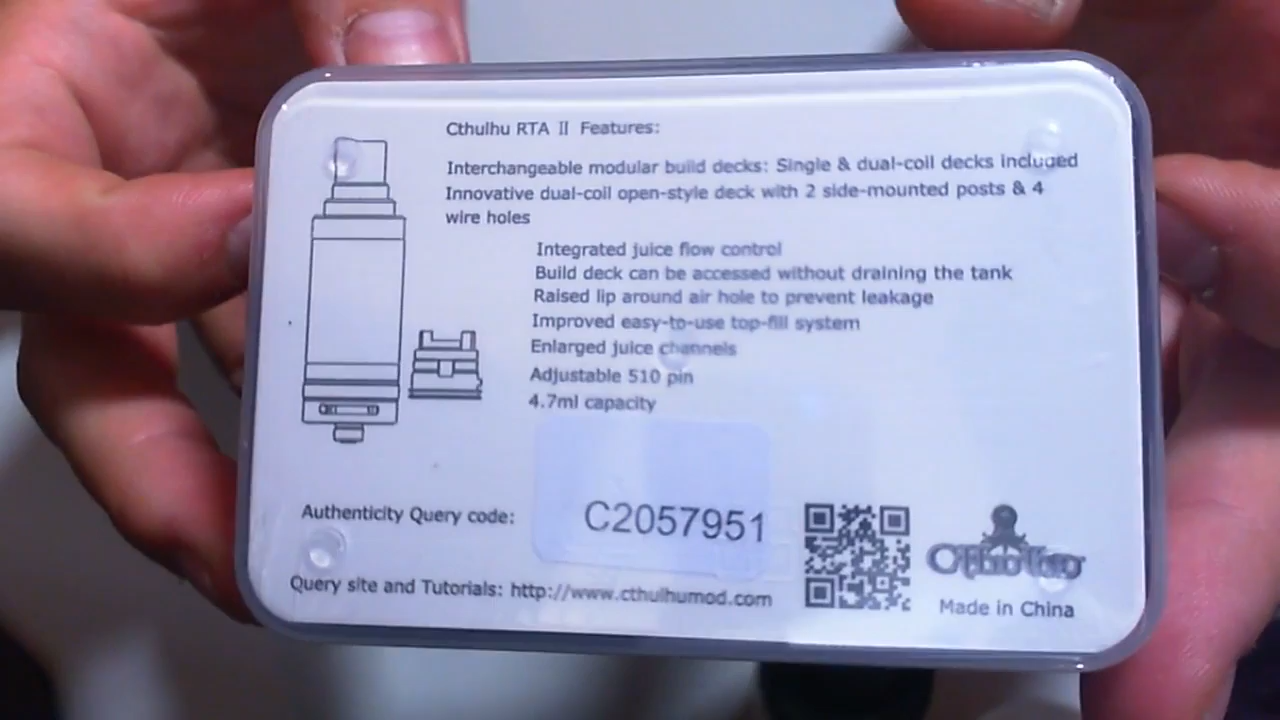 Cthulhu RTA II Features:
Interchangeable modular build decks: Single & dual-coil decks included
Innovative dual-coil open-style deck with 2 side-mounted posts & 4
wire holes
Integrated juice flow control
Build deck can be accessed without draining the tank
Raised lip around air hole to prevent leakage
Improved easy-to-use top-fill system
Enlarged juice channels
Adjustable 510 pin
4.7ml capacity
Authenticity Query code: C2057951
Query site and Tutorials: http://www.cthulhumod.com
Cthulhu
Made in China